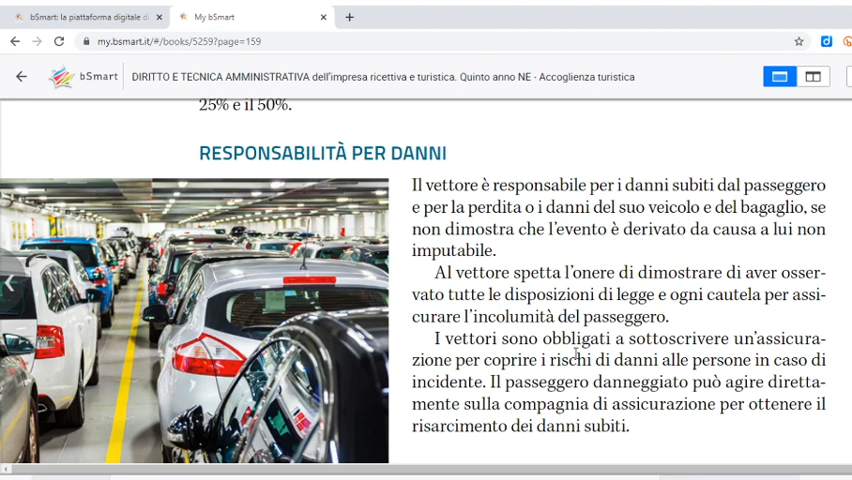 bSmart: la piattaforma digitale di
My bSmart
my.bsmart.it/#/books/5259?page=159
bSmart
DIRITTO E TECNICA AMMINISTRATIVA dell'impresa ricettiva e turistica. Quinto anno NE - Accoglienza turistica
25% e il 50%.
RESPONSABILITÀ PER DANNI
Il vettore è responsabile per i danni subiti dal passeggero
e per la perdita o i danni del suo veicolo e del bagaglio, se
non dimostra che l'evento è derivato da causa a lui non
imputabile.
Al vettore spetta l'onere di dimostrare di aver osser-
vato tutte le disposizioni di legge e ogni cautela per assi-
curare l'incolumità del passeggero.
I vettori sono obbligati a sottoscrivere un'assicura-
zione per coprire i rischi di danni alle persone in caso di
incidente. Il passeggero danneggiato può agire diretta-
mente sulla compagnia di assicurazione per ottenere il
risarcimento dei danni subiti.